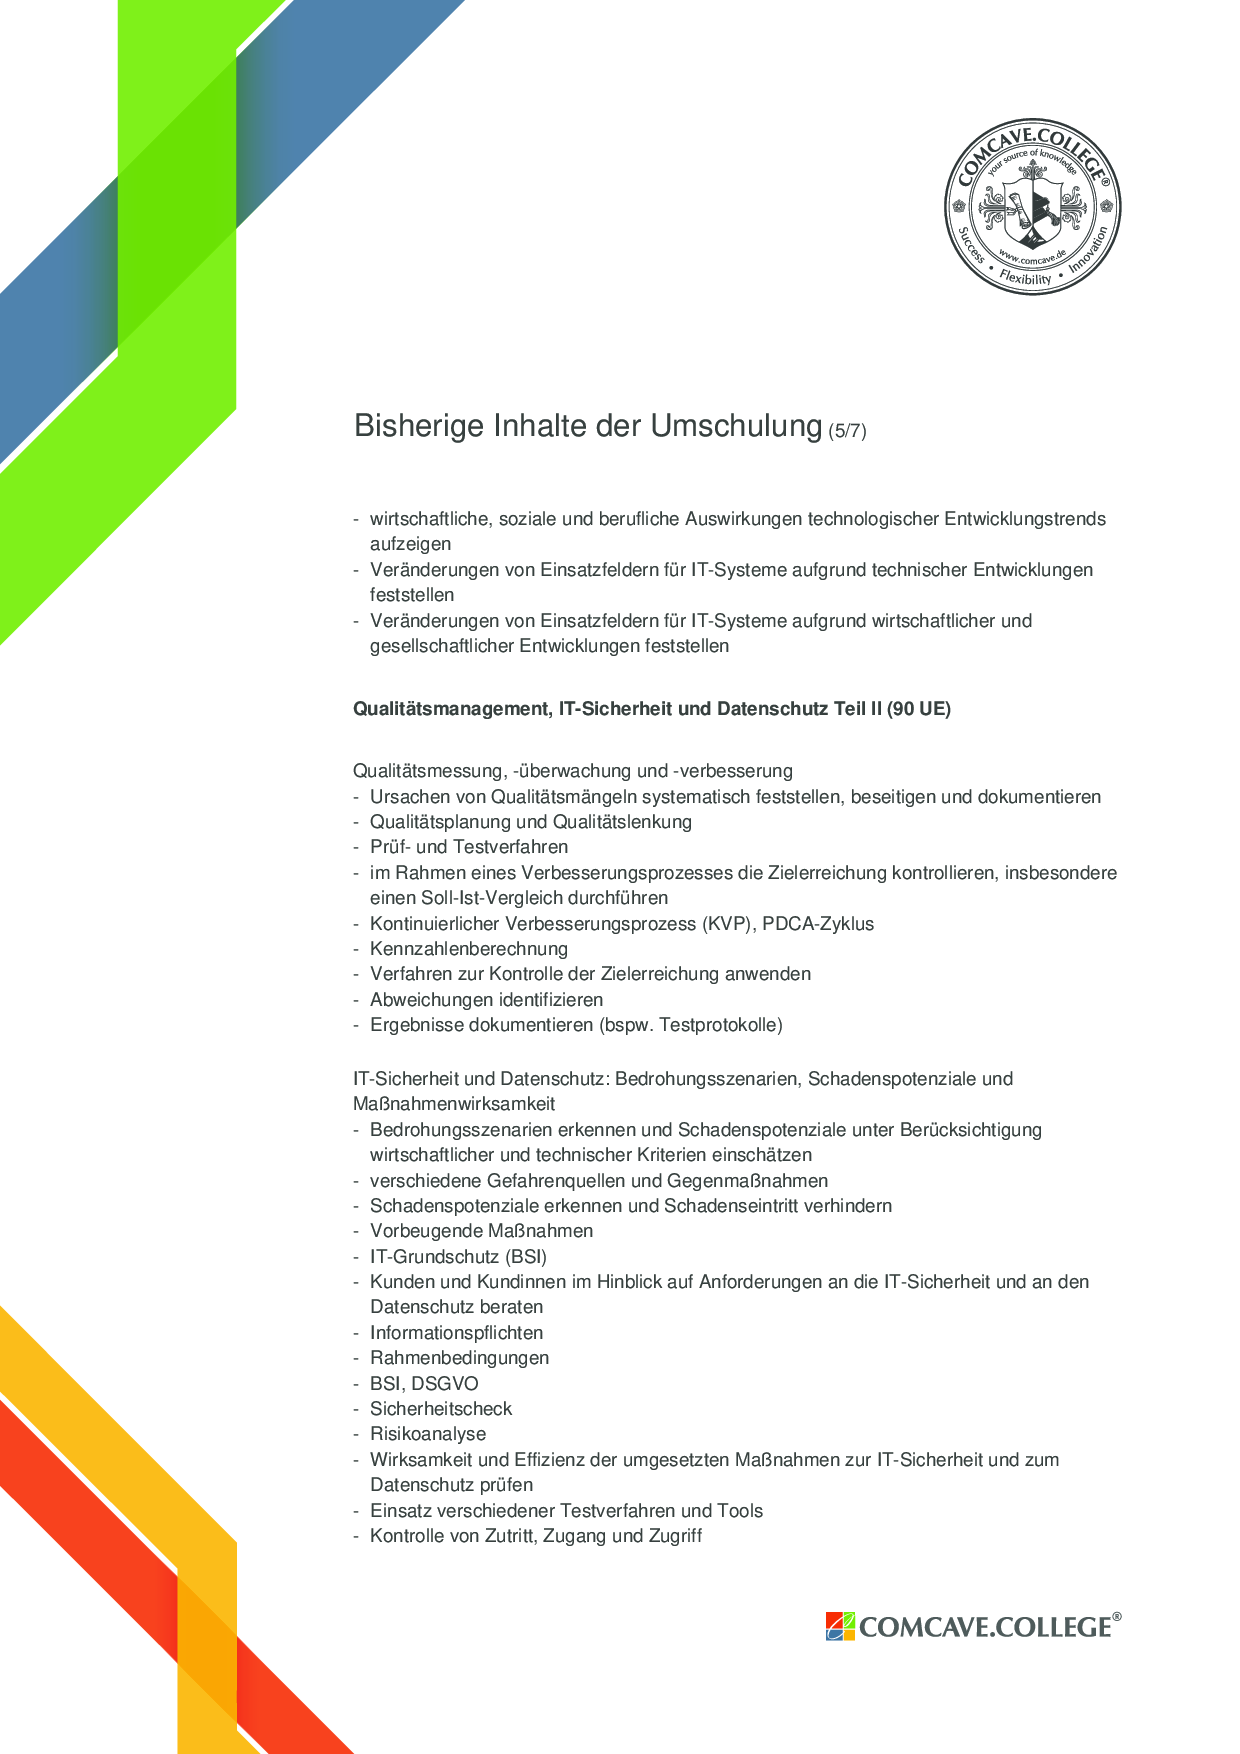 COMCAVE.COLLEGE®
your source of knowledge
www.comcave.de
Success • Flexibility • Innovation
Bisherige Inhalte der Umschulung (5/7)
- wirtschaftliche, soziale und berufliche Auswirkungen technologischer Entwicklungstrends
aufzeigen
- Veränderungen von Einsatzfeldern für IT-Systeme aufgrund technischer Entwicklungen
feststellen
- Veränderungen von Einsatzfeldern für IT-Systeme aufgrund wirtschaftlicher und
gesellschaftlicher Entwicklungen feststellen
Qualitätsmanagement, IT-Sicherheit und Datenschutz Teil II (90 UE)
Qualitätsmessung, -überwachung und -verbesserung
- Ursachen von Qualitätsmängeln systematisch feststellen, beseitigen und dokumentieren
- Qualitätsplanung und Qualitätslenkung
- Prüf- und Testverfahren
- im Rahmen eines Verbesserungsprozesses die Zielerreichung kontrollieren, insbesondere
einen Soll-Ist-Vergleich durchführen
- Kontinuierlicher Verbesserungsprozess (KVP), PDCA-Zyklus
- Kennzahlenberechnung
- Verfahren zur Kontrolle der Zielerreichung anwenden
- Abweichungen identifizieren
- Ergebnisse dokumentieren (bspw. Testprotokolle)
IT-Sicherheit und Datenschutz: Bedrohungsszenarien, Schadenspotenziale und
Maßnahmenwirksamkeit
- Bedrohungsszenarien erkennen und Schadenspotenziale unter Berücksichtigung
wirtschaftlicher und technischer Kriterien einschätzen
- verschiedene Gefahrenquellen und Gegenmaßnahmen
- Schadenspotenziale erkennen und Schadenseintritt verhindern
- Vorbeugende Maßnahmen
- IT-Grundschutz (BSI)
- Kunden und Kundinnen im Hinblick auf Anforderungen an die IT-Sicherheit und an den
Datenschutz beraten
- Informationspflichten
- Rahmenbedingungen
- BSI, DSGVO
- Sicherheitscheck
- Risikoanalyse
- Wirksamkeit und Effizienz der umgesetzten Maßnahmen zur IT-Sicherheit und zum
Datenschutz prüfen
- Einsatz verschiedener Testverfahren und Tools
- Kontrolle von Zutritt, Zugang und Zugriff
COMCAVE.COLLEGE®